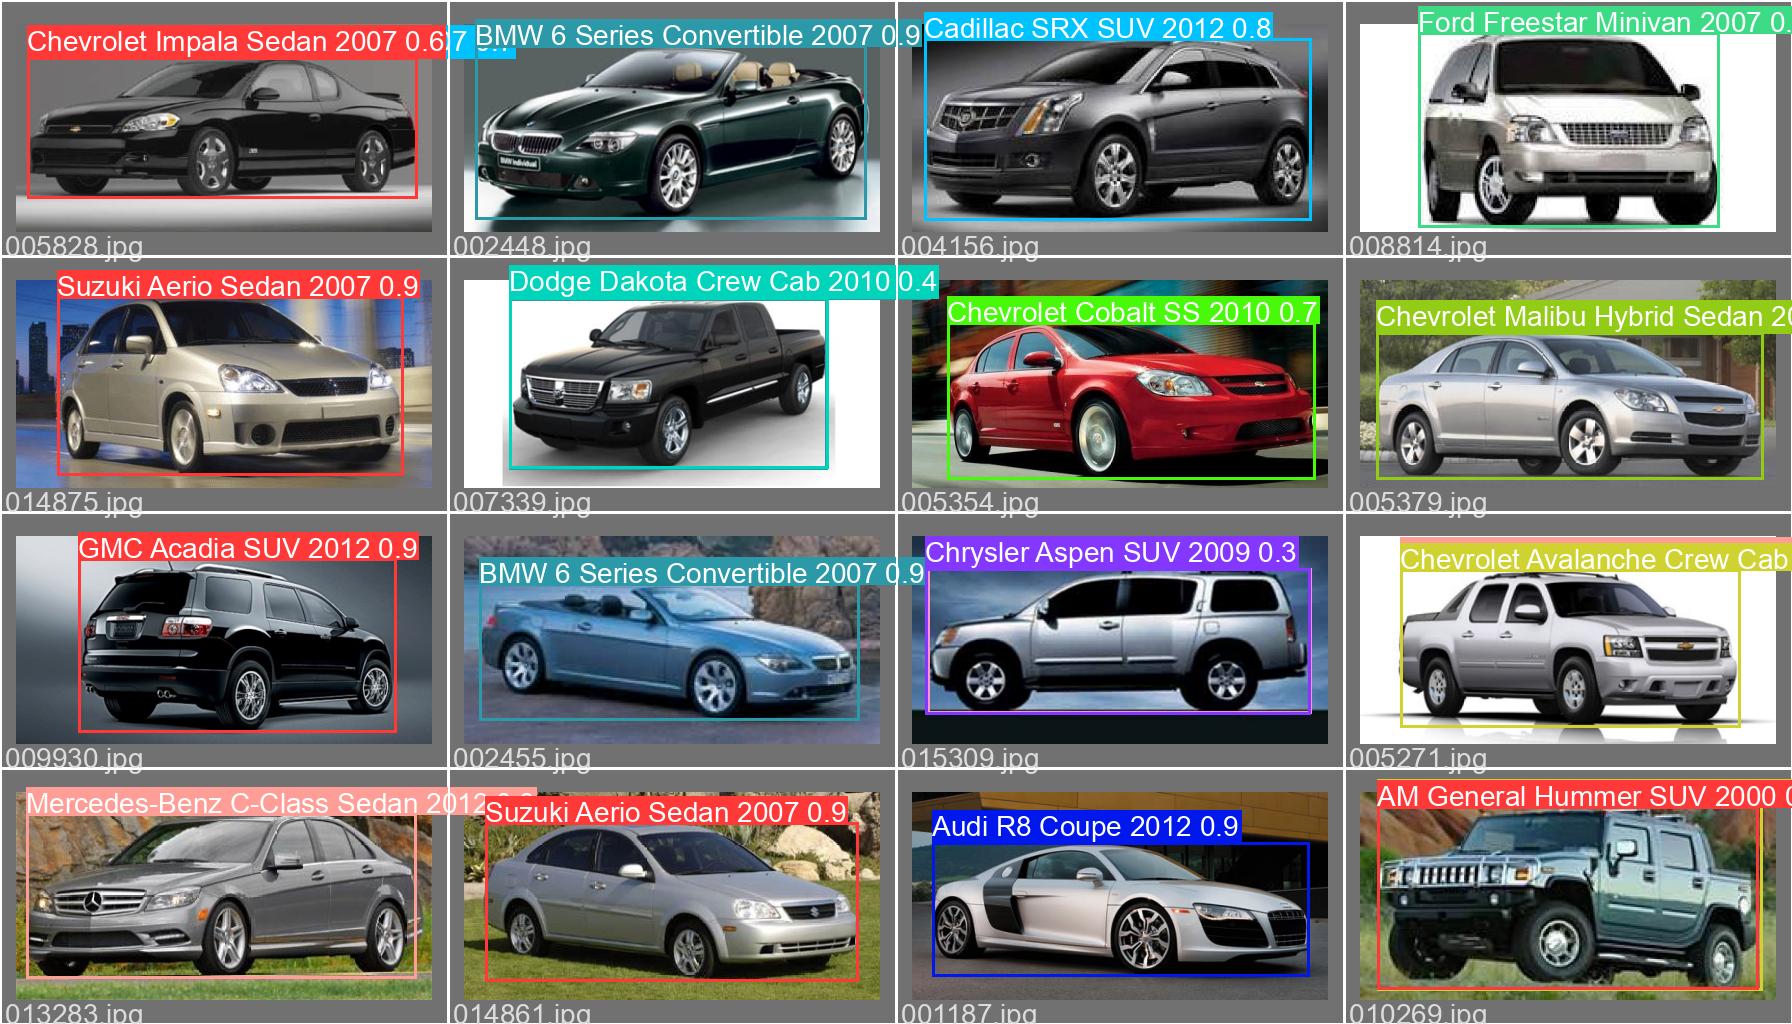 Chevrolet Impala Sedan 2007 0.6
BMW 6 Series Convertible 2007 0.9
Cadillac SRX SUV 2012 0.8
Ford Freestar Minivan 2007 0.
BMW Individual
005828.jpg
002448.jpg
004156.jpg
008814.jpg
Suzuki Aerio Sedan 2007 0.9
Dodge Dakota Crew Cab 2010 0.4
Chevrolet Cobalt SS 2010 0.7
Chevrolet Malibu Hybrid Sedan
014875.jpg
007339.jpg
005354.jpg
005379.jpg
GMC Acadia SUV 2012 0.9
BMW 6 Series Convertible 2007 0.9
Chrysler Aspen SUV 2009 0.3
Chevrolet Avalanche Crew Cab
009930.jpg
002455.jpg
015309.jpg
005271.jpg
Mercedes-Benz C-Class Sedan 2012
Suzuki Aerio Sedan 2007 0.9
Audi R8 Coupe 2012 0.9
AM General Hummer SUV 2000
013283.jpg
014861.jpg
001187.jpg
010269.jpg